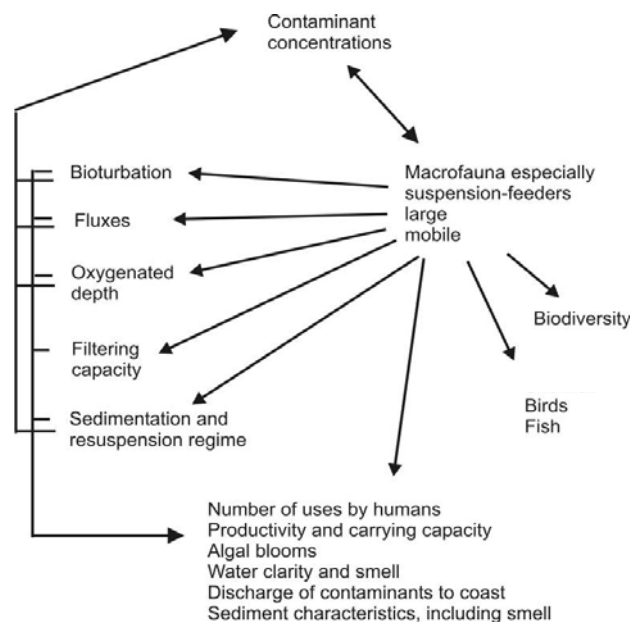 Contaminant
concentrations
Bioturbation
Macrofauna especially
suspension-feeders
large
mobile
Fluxes
Oxygenated
depth
Biodiversity
Filtering
capacity
Birds
Fish
Sedimentation and
resuspension regime
Number of uses by humans
Productivity and carrying capacity
Algal blooms
Water clarity and smell
Discharge of contaminants to coast
Sediment characteristics, including smell